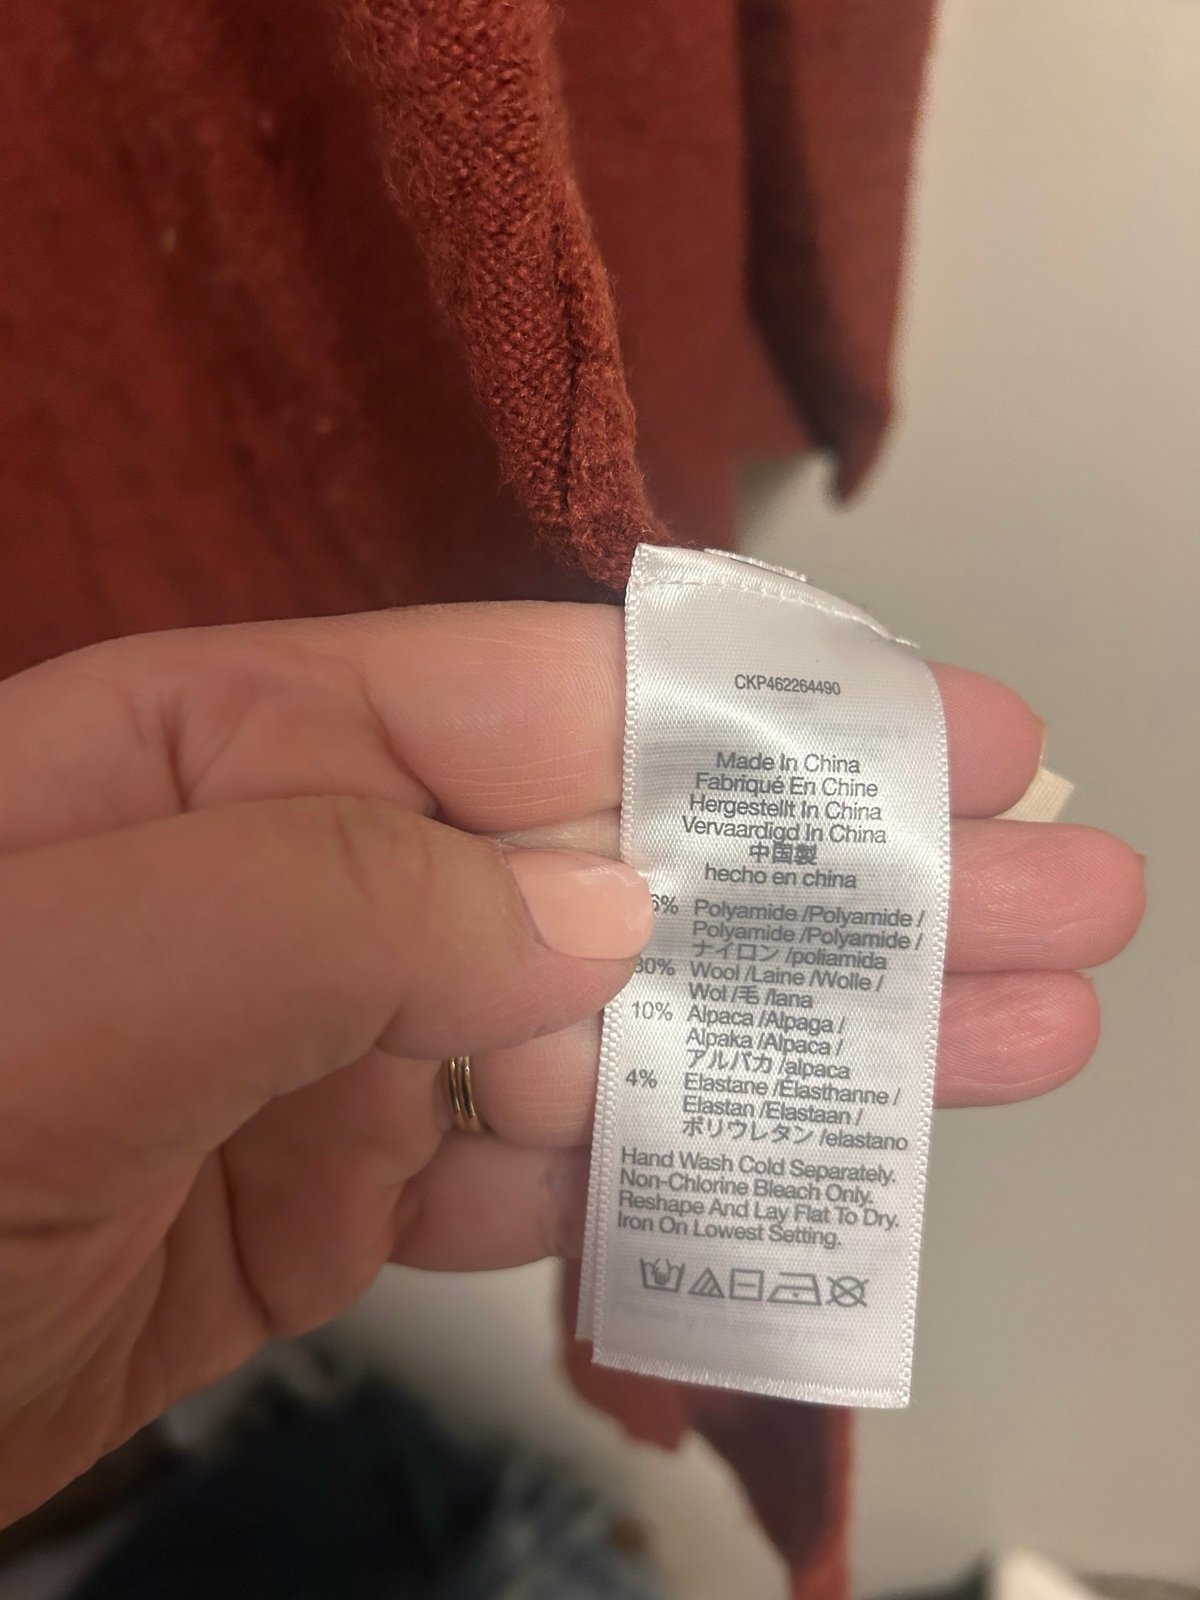 CKP462264490
Made In China
Fabriqué En Chine
Hergestellt In China
Vervaardigd In China
中国製
hecho en china
6% Polyamide /Polyamide /
Polyamide /Polyamide /
ナイロン /poliamida
30% Wool /Laine /Wolle /
Wol /毛 /lana
10% Alpaca /Alpaga /
Alpaka /Alpaca /
アルパカ /alpaca
4% Elastane /Elasthanne /
Elastan /Elastaan /
ポリウレタン /elastano
Hand Wash Cold Separately.
Non-Chlorine Bleach Only.
Reshape And Lay Flat To Dry.
Iron On Lowest Setting.